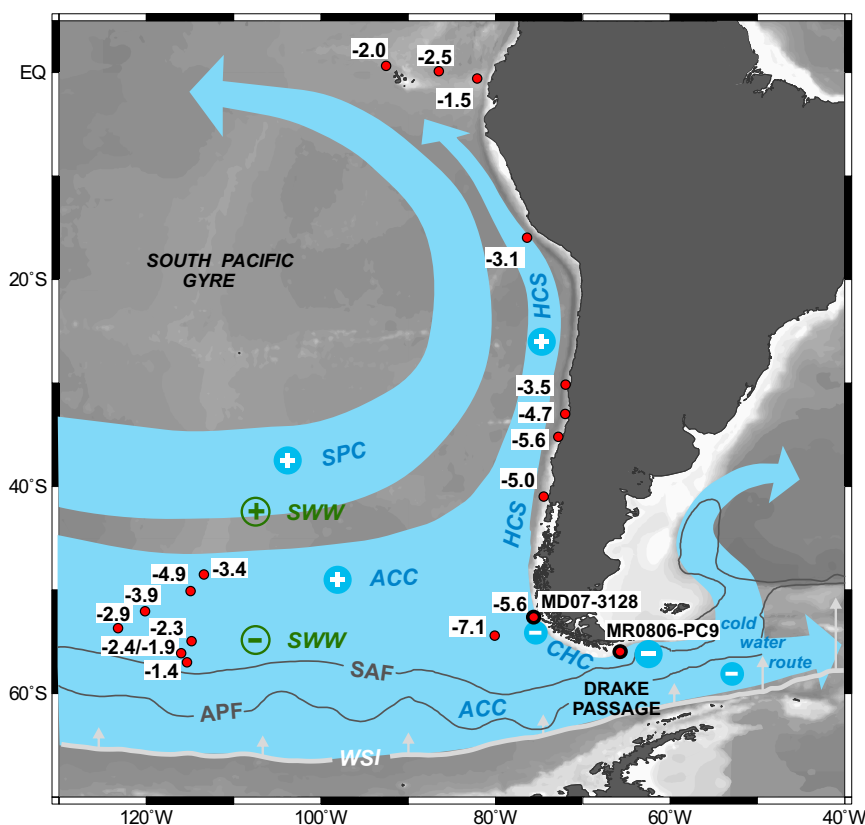 EQ
20°S
40°S
60°S
120°W
100°W
80°W
60°W
40°W
-2.0
-2.5
-1.5
-3.1
SOUTH PACIFIC
GYRE
HCS
+
-3.5
-4.7
-5.6
-5.0
SPC
+
+
SWW
HCS
-3.4
-4.9
-3.9
-2.9
-2.3
-2.4/-1.9
-1.4
+
ACC
-
SWW
-7.1
-5.6
MD07-3128
-
CHC
MR0806-PC9
-
cold
water
route
-
DRAKE
PASSAGE
SAF
APF
ACC
WSI